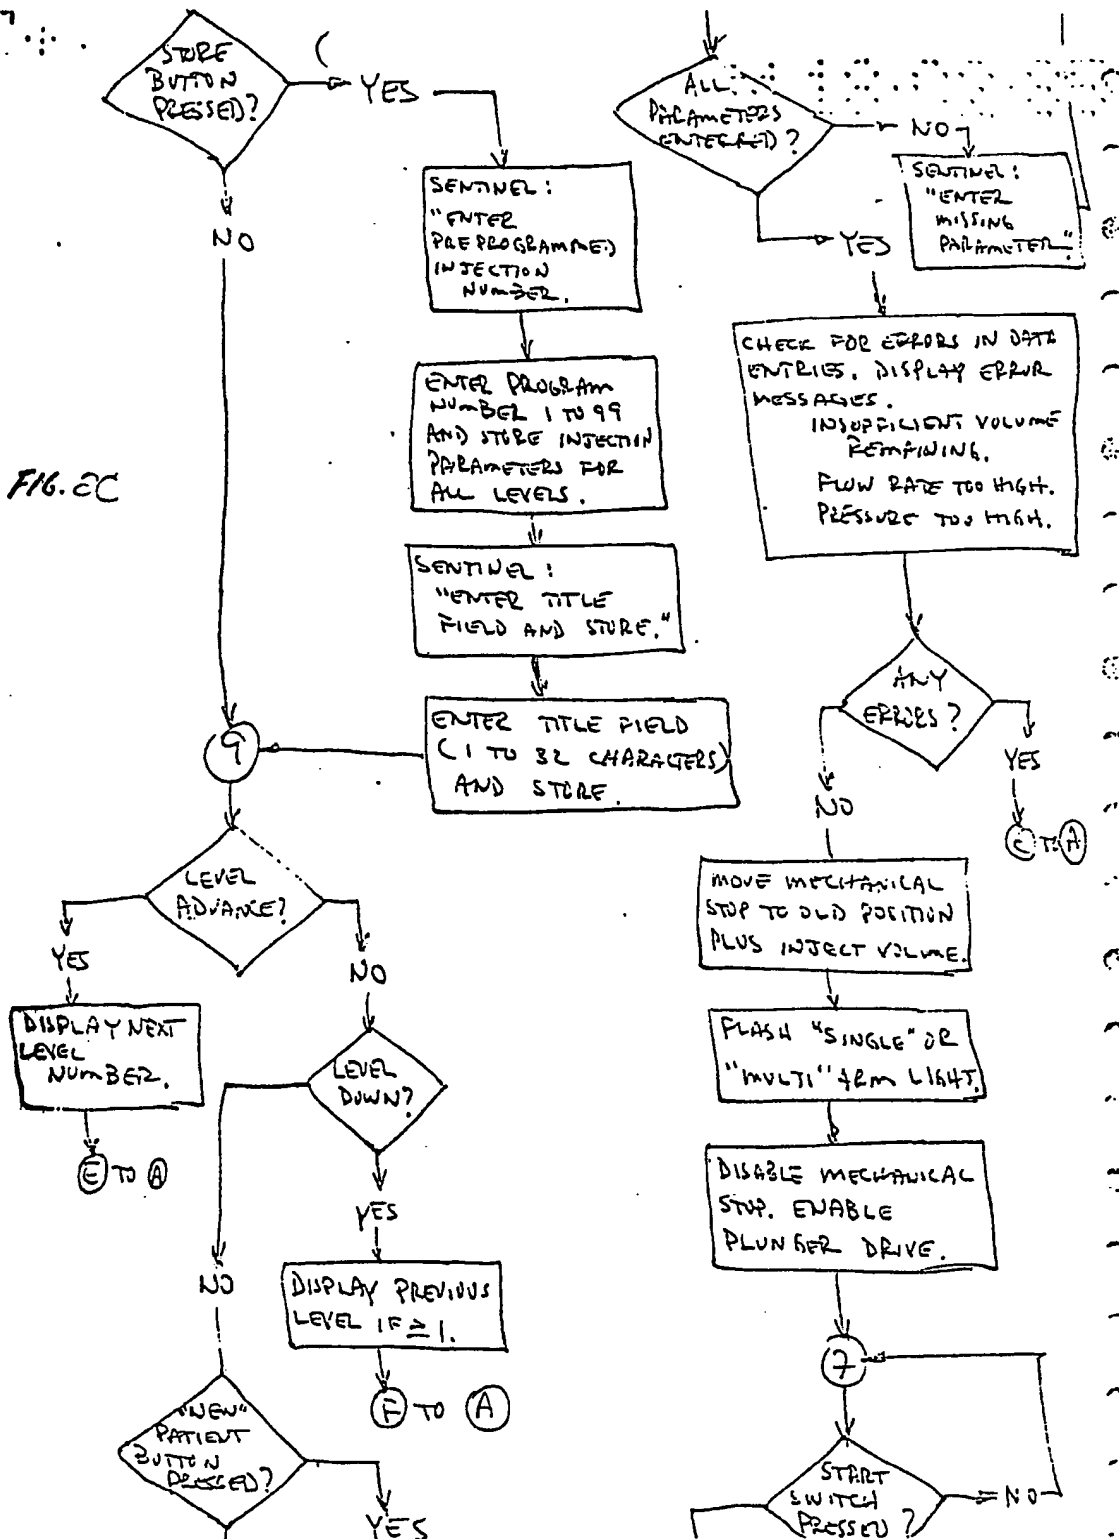 STORE
BUTTON
PRESSED?
YES
NO
SENTINEL:
"ENTER
PREPROGRAMMED
INJECTION
NUMBER.
ENTER PROGRAM
NUMBER 1 TO 99
AND STORE INJECTION
PARAMETERS FOR
ALL LEVELS.
SENTINEL:
"ENTER TITLE
FIELD AND STORE."
ENTER TITLE FIELD
(1 TO 32 CHARACTERS)
AND STORE.
FIG. 2C
9
LEVEL
ADVANCE?
YES
NO
DISPLAY NEXT
LEVEL
NUMBER.
E TO A
LEVEL
DOWN?
YES
NO
DISPLAY PREVIOUS
LEVEL IF ≥ 1.
F TO A
"NEW"
PATIENT
BUTTON
PRESSED?
YES
ALL
PARAMETERS
ENTERED?
NO
SENTINEL:
"ENTER
MISSING
PARAMETER."
YES
CHECK FOR ERRORS IN DATA
ENTRIES. DISPLAY ERROR
MESSAGES.
INSUFFICIENT VOLUME
REMAINING.
FLOW RATE TOO HIGH.
PRESSURE TOO HIGH.
ANY
ERRORS?
YES
C TO A
NO
MOVE MECHANICAL
STOP TO OLD POSITION
PLUS INJECT VOLUME.
FLASH "SINGLE" OR
"MULTI" ARM LIGHT.
DISABLE MECHANICAL
STOP. ENABLE
PLUNGER DRIVE.
7
START
SWITCH
PRESSED?
NO